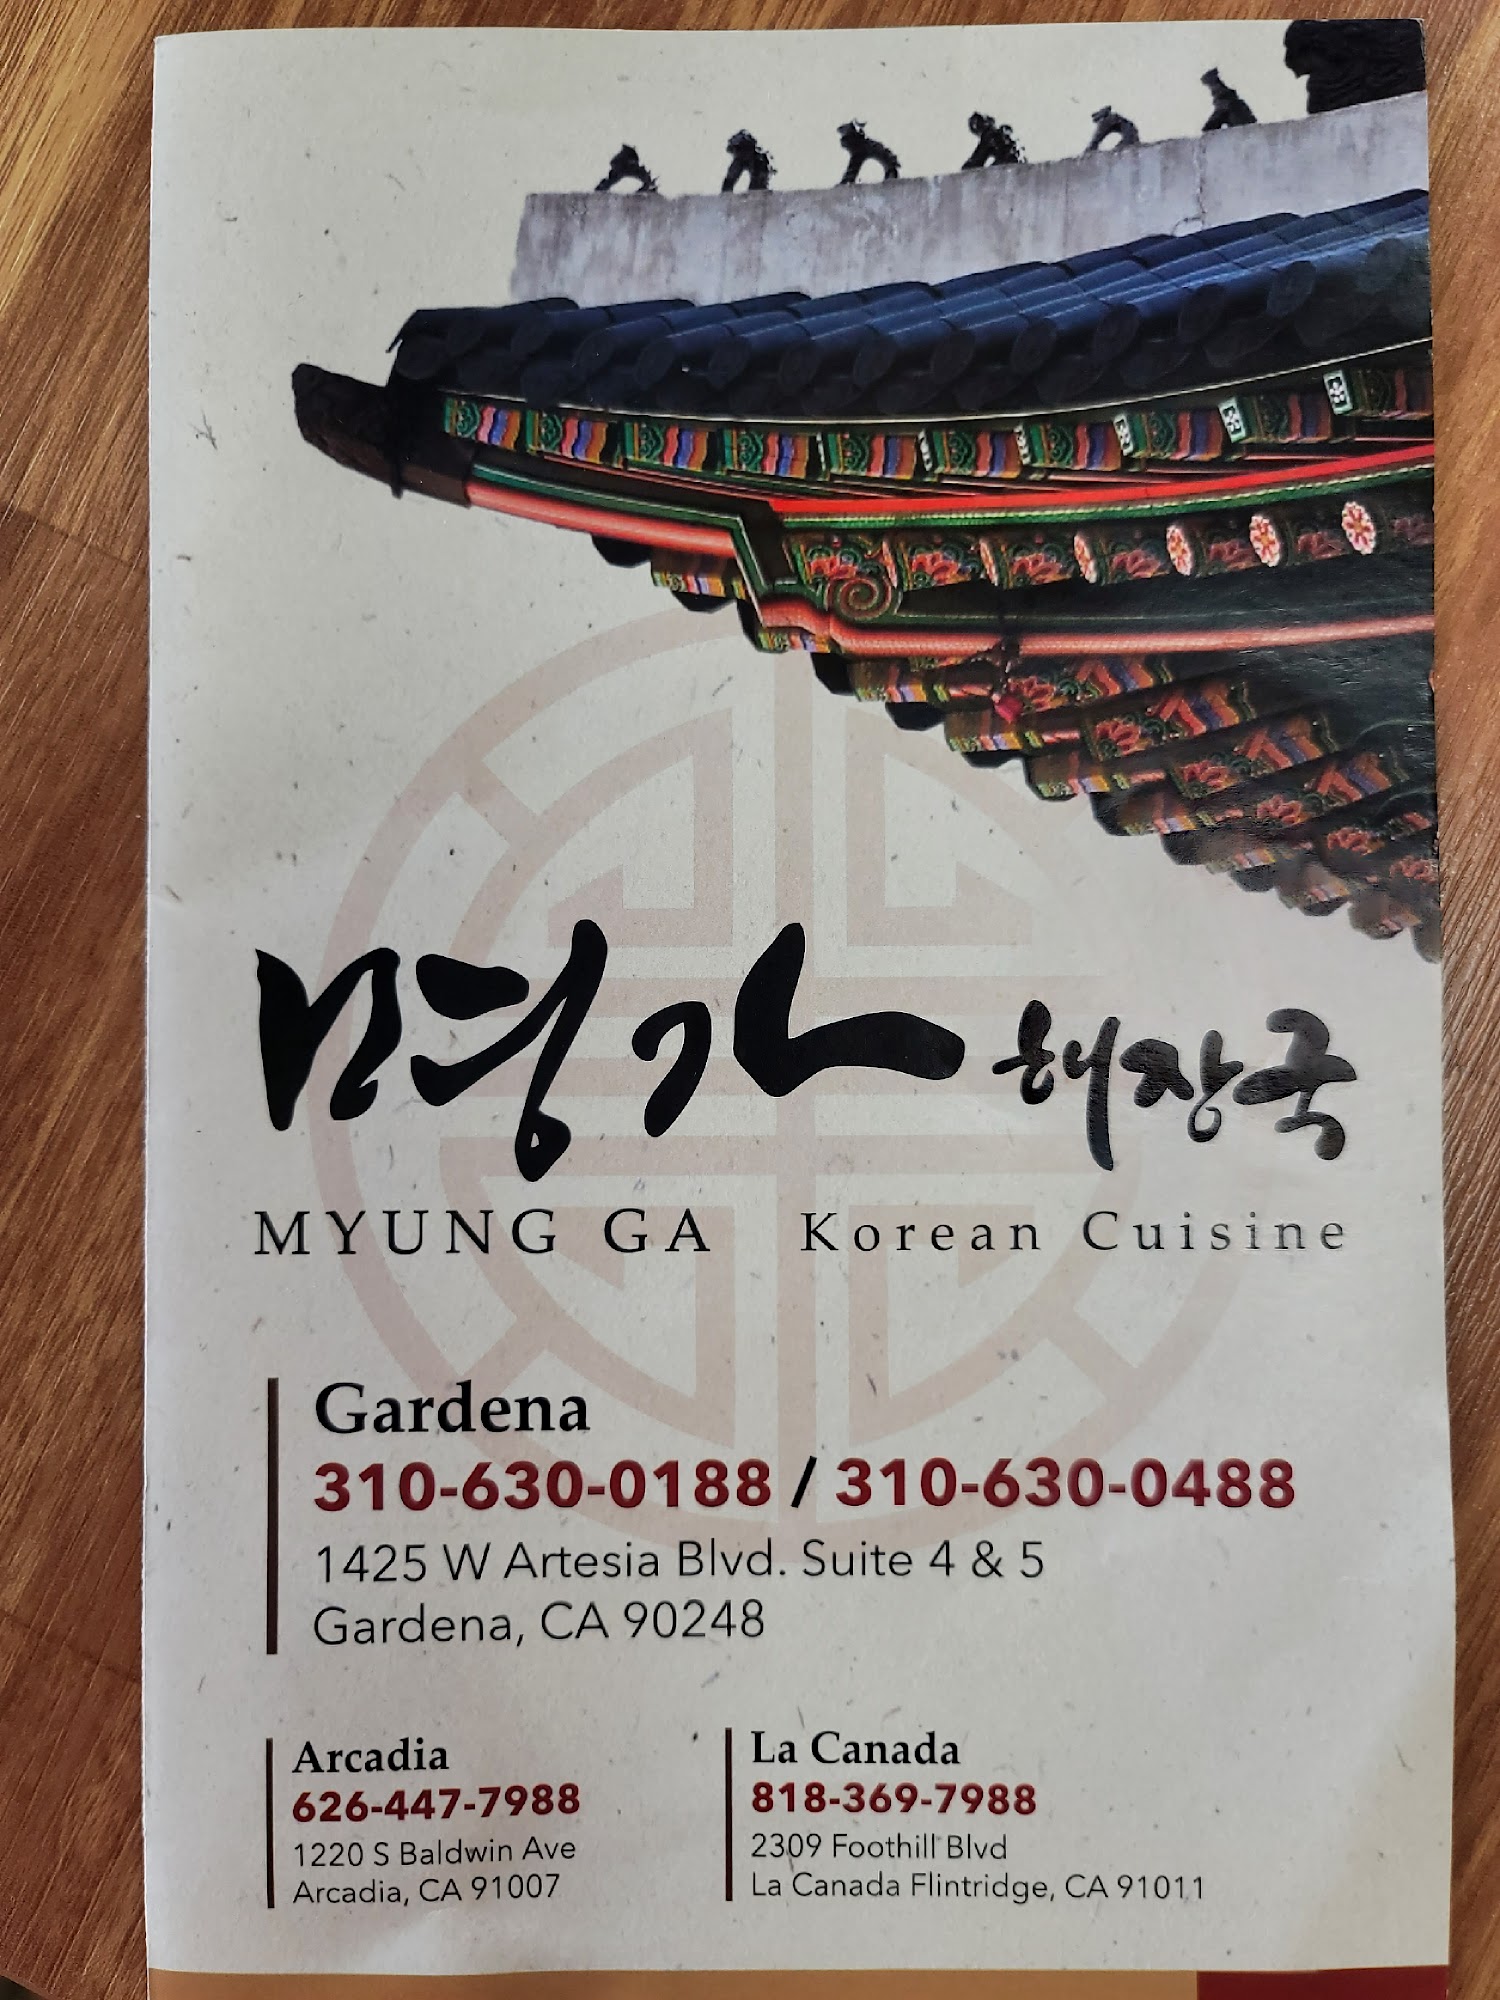 명가 해장국
MYUNG GA Korean Cuisine
Gardena
310-630-0188 / 310-630-0488
1425 W Artesia Blvd. Suite 4 & 5
Gardena, CA 90248
Arcadia
626-447-7988
1220 S Baldwin Ave
Arcadia, CA 91007
La Canada
818-369-7988
2309 Foothill Blvd
La Canada Flintridge, CA 91011